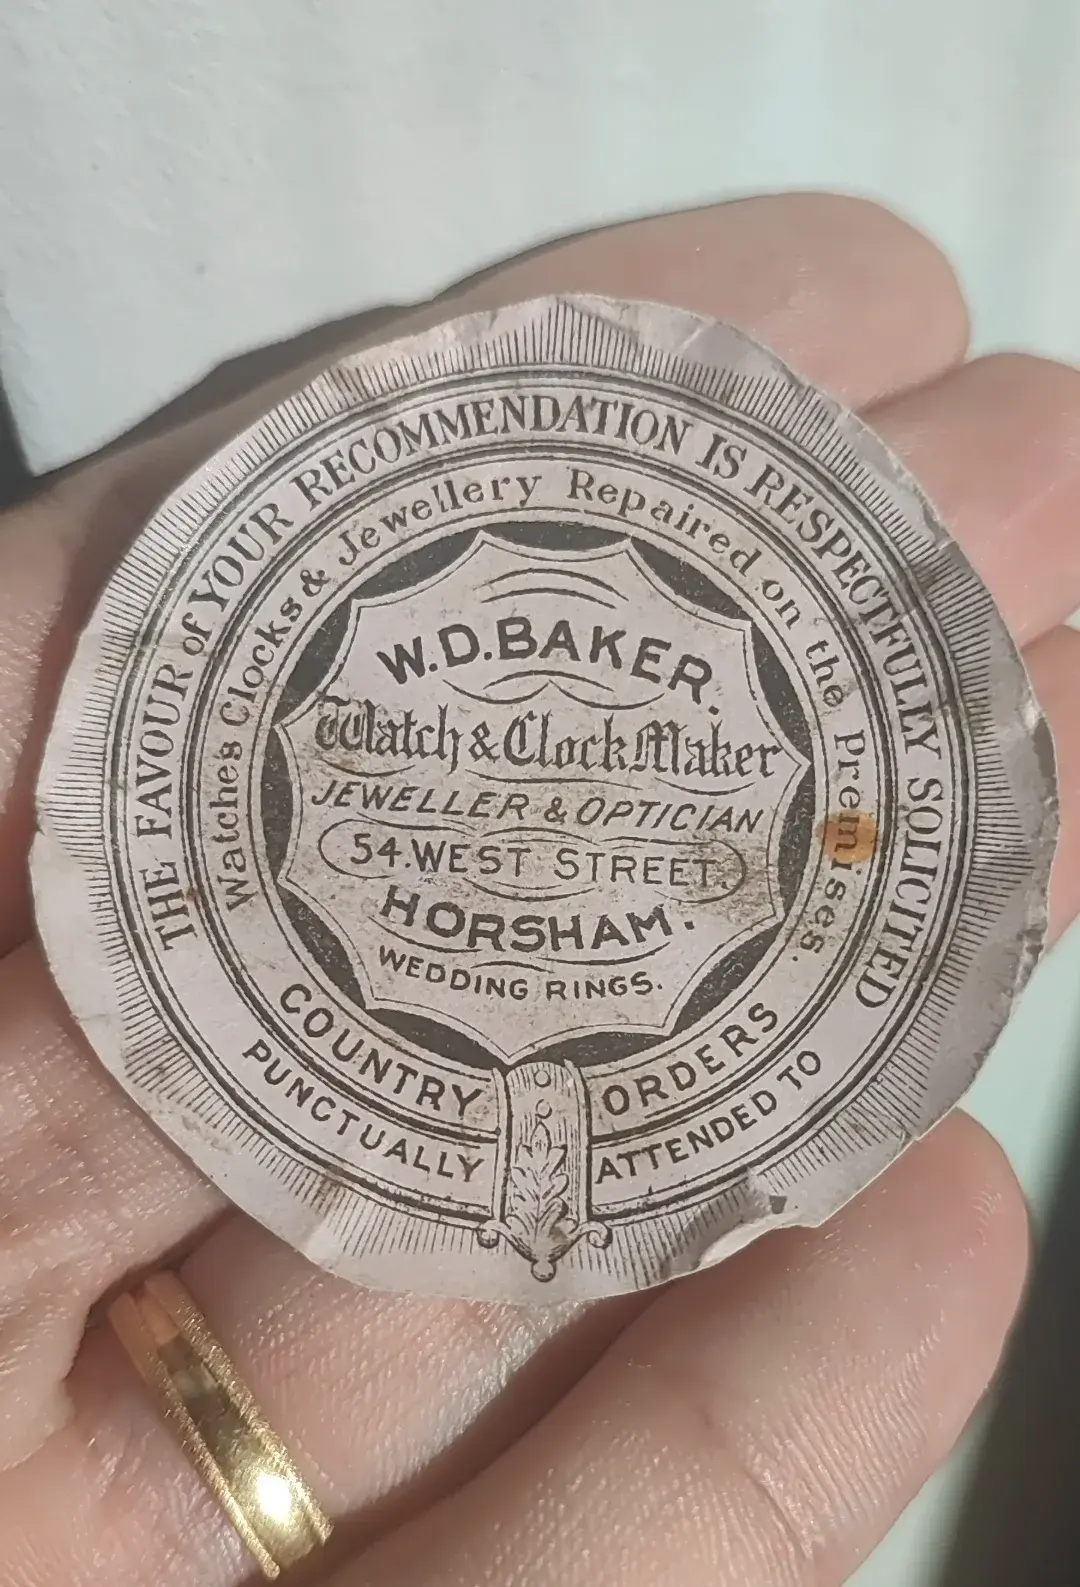 THE FAVOUR of YOUR RECOMMENDATION IS RESPECTFULLY SOLICITED
Watches Clocks & Jewellery Repaired on the Premises.
W.D.BAKER.
Watch & Clock Maker
JEWELLER & OPTICIAN
54.WEST STREET.
HORSHAM.
WEDDING RINGS.
COUNTRY ORDERS
PUNCTUALLY ATTENDED TO